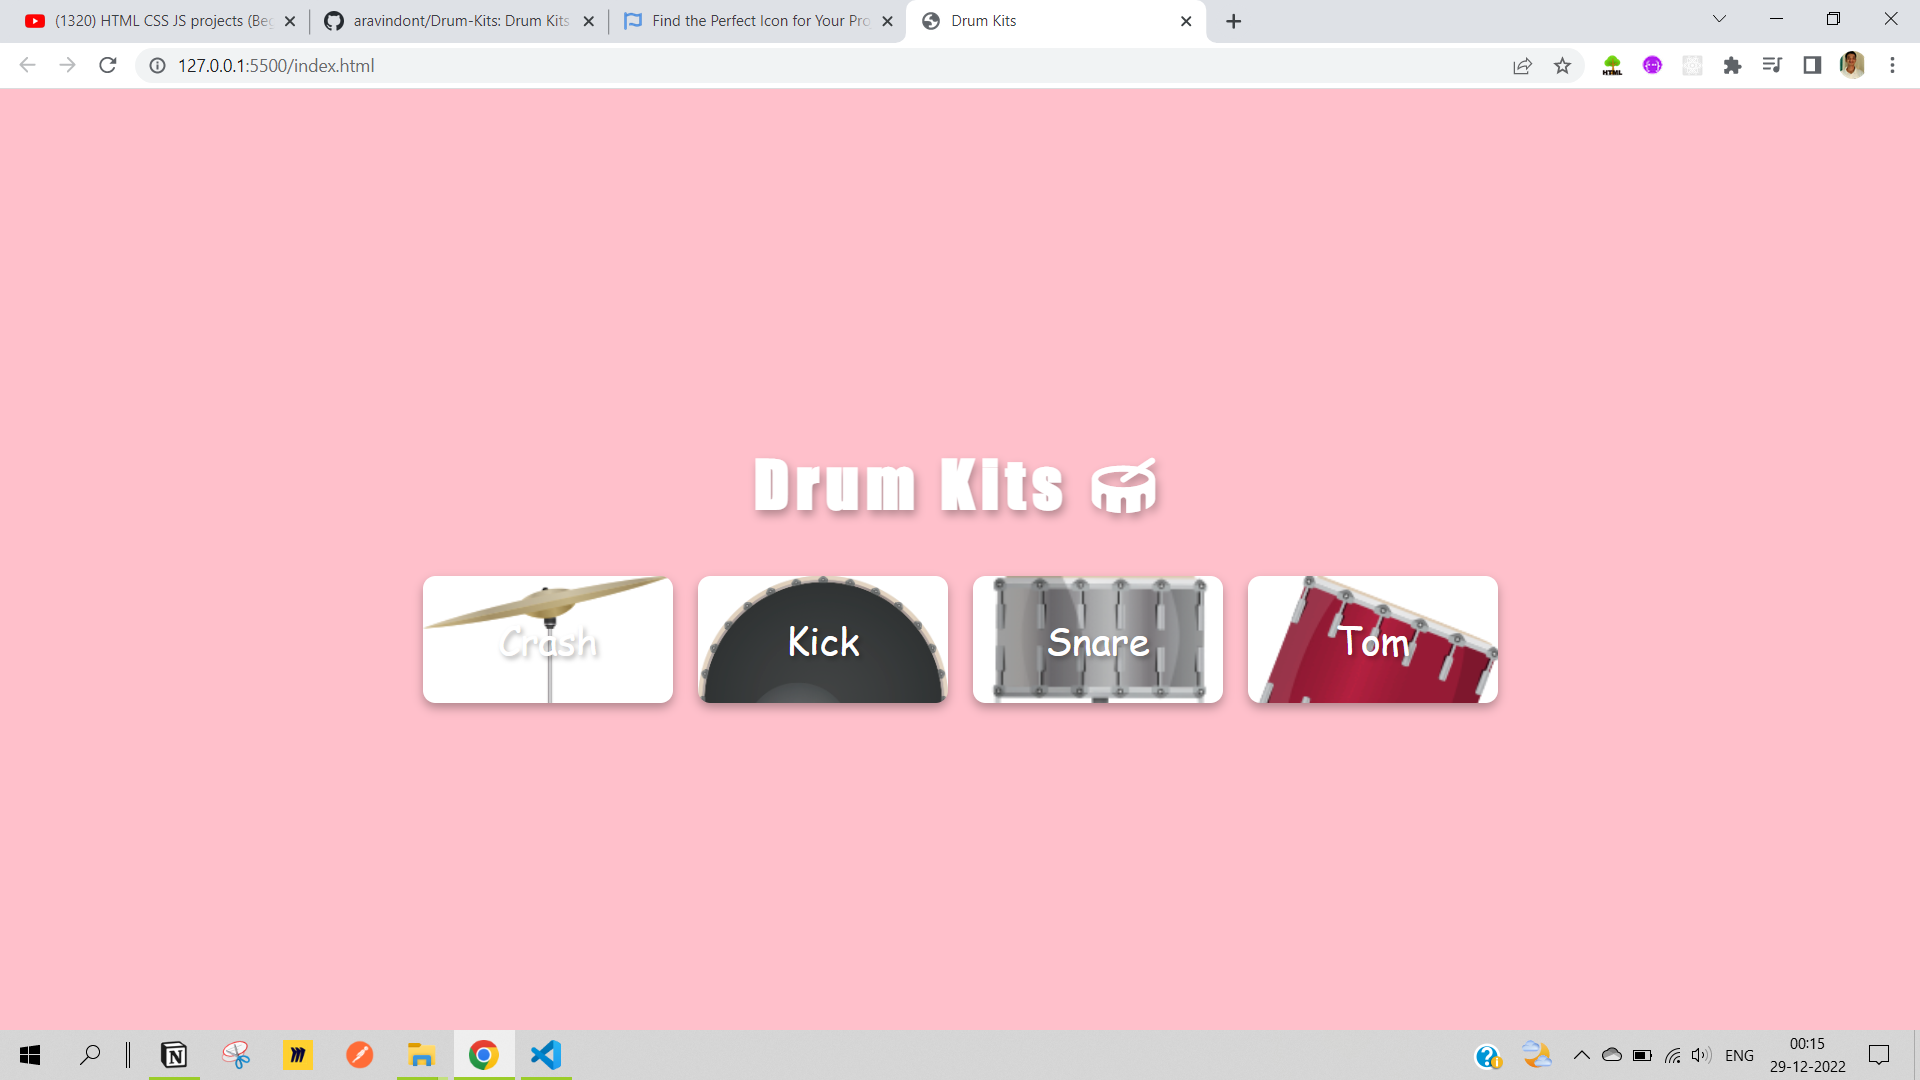 (1320) HTML CSS JS projects (Beg
aravindont/Drum-Kits: Drum Kits
Find the Perfect Icon for Your Pro
Drum Kits
127.0.0.1:5500/index.html
HTML
Drum Kits
Crash
Kick
Snare
Tom
ENG
00:15
29-12-2022